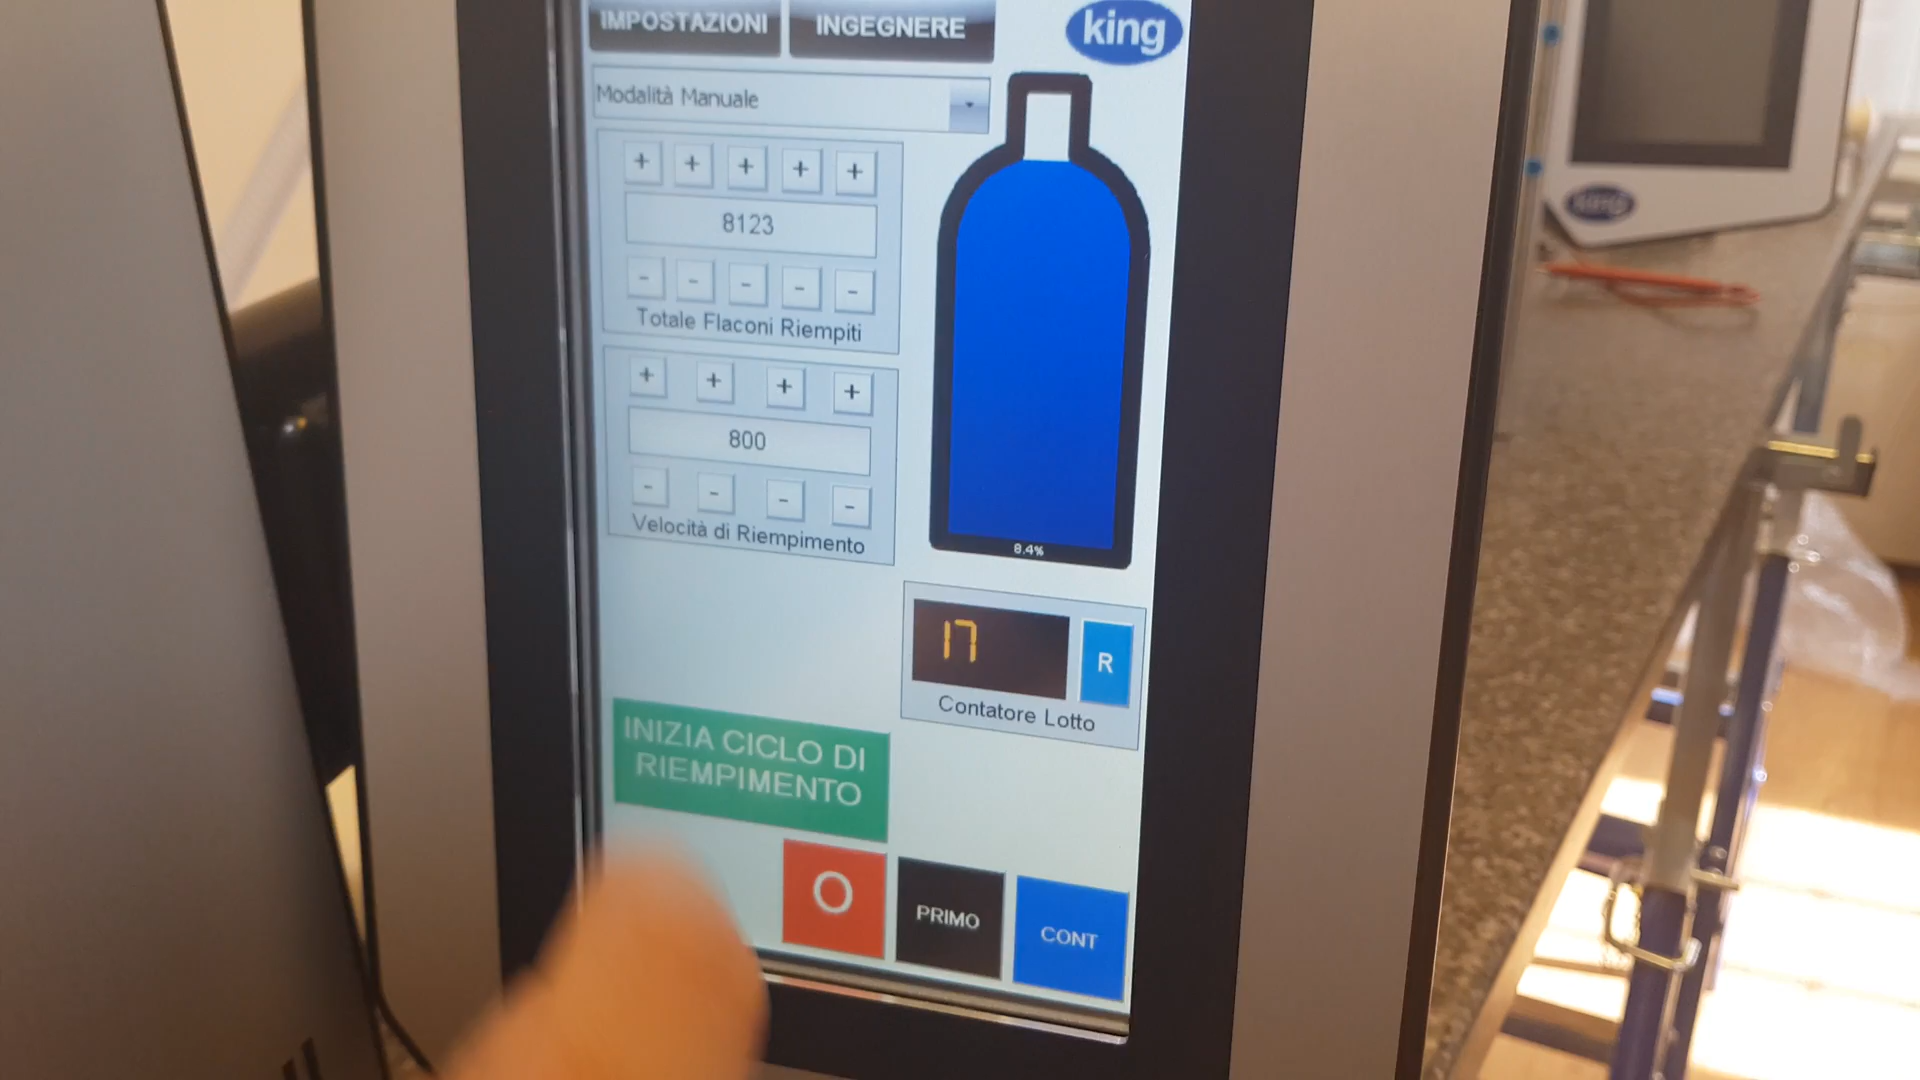 IMPOSTAZIONI
INGEGNERE
king
Modalità Manuale
+ + + + +
8123
- - - - -
Totale Flaconi Riempiti
+ + + +
800
- - - -
Velocità di Riempimento
8.4%
17
R
Contatore Lotto
INIZIA CICLO DI
RIEMPIMENTO
O
PRIMO
CONT
king